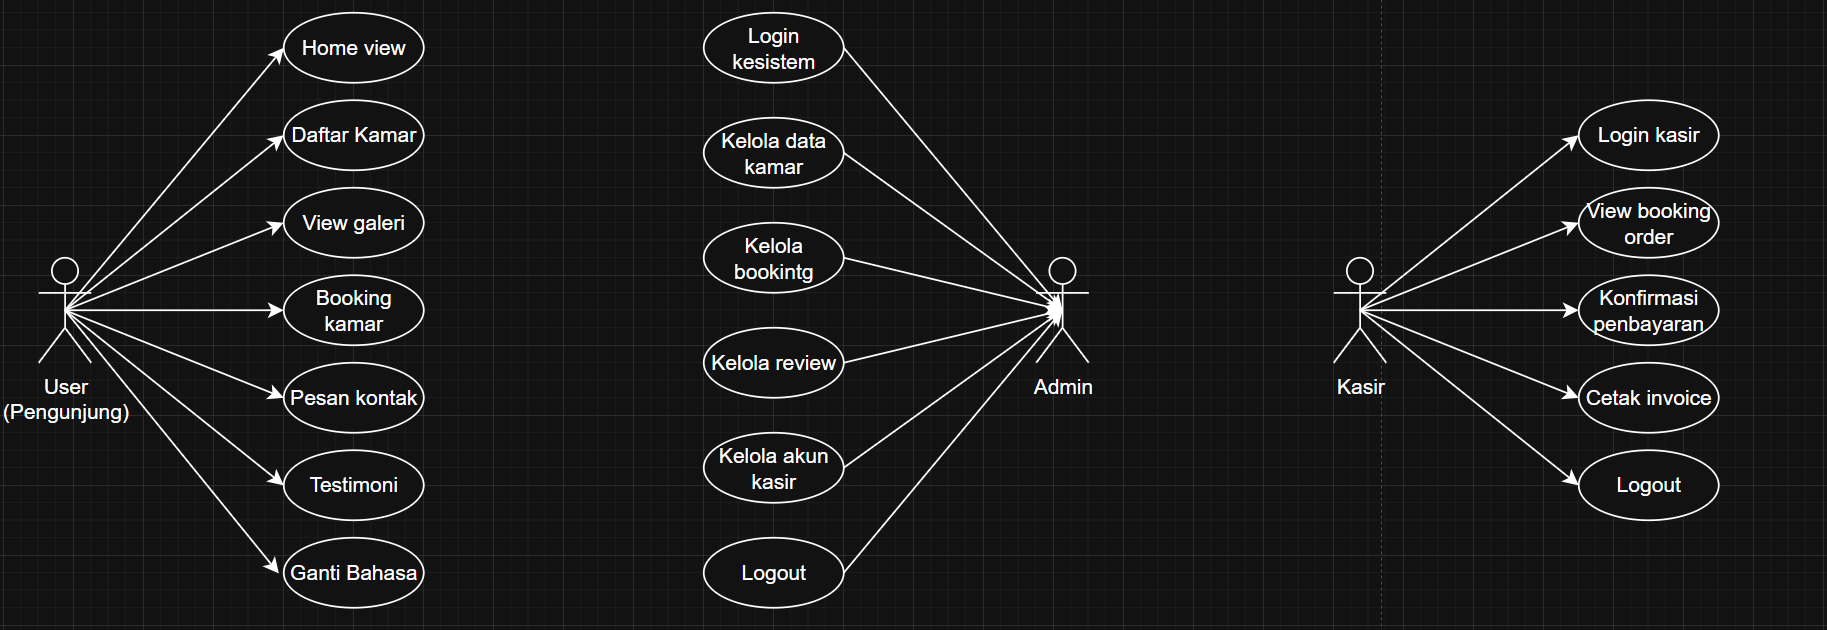 Home view
Daftar Kamar
View galeri
Booking
kamar
Pesan kontak
Testimoni
Ganti Bahasa
User
(Pengunjung)
Login
kesistem
Kelola data
kamar
Kelola
bookintg
Kelola review
Kelola akun
kasir
Logout
Admin
Kasir
Login kasir
View booking
order
Konfirmasi
penbayaran
Cetak invoice
Logout